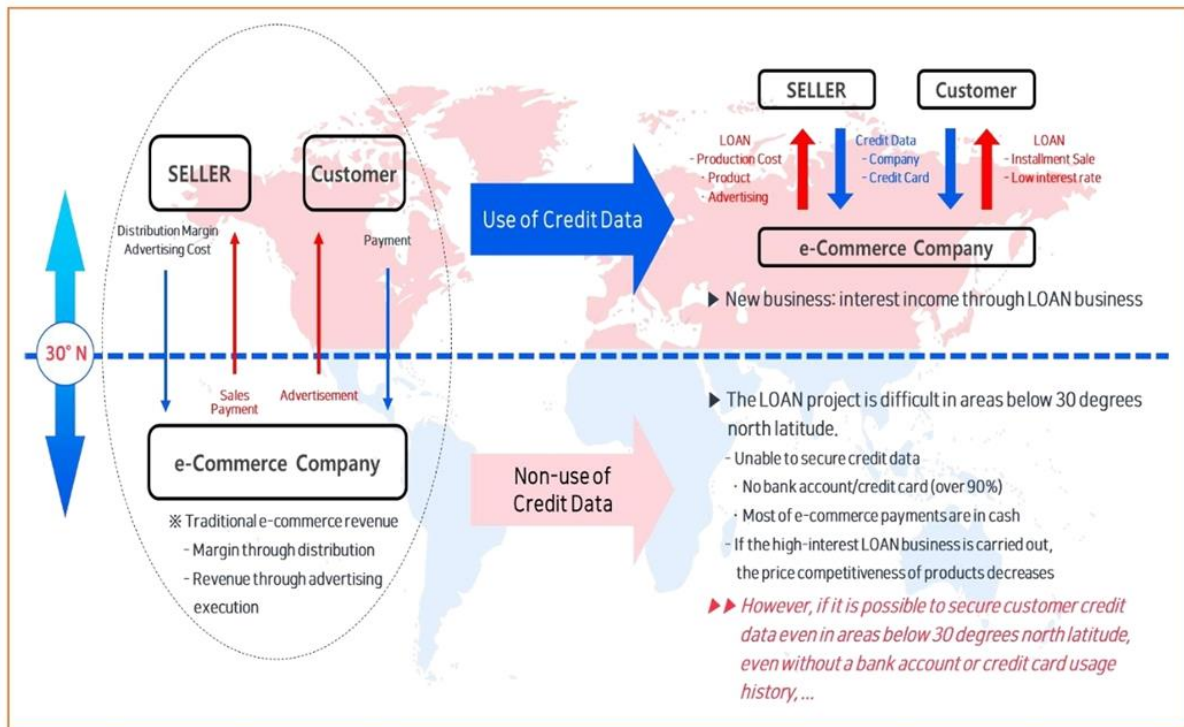 SELLER
Customer
Distribution Margin
Advertising Cost
Payment
30° N
Sales
Payment
Advertisement
e-Commerce Company
※ Traditional e-commerce revenue
- Margin through distribution
- Revenue through advertising
execution
Use of Credit Data
SELLER
Customer
LOAN
- Production Cost
- Product
- Advertising
Credit Data
- Company
- Credit Card
LOAN
- Installment Sale
- Low interest rate
e-Commerce Company
▶ New business: interest income through LOAN business
Non-use of
Credit Data
▶ The LOAN project is difficult in areas below 30 degrees
north latitude.
- Unable to secure credit data
· No bank account/credit card (over 90%)
· Most of e-commerce payments are in cash
- If the high-interest LOAN business is carried out,
the price competitiveness of products decreases
▶▶ However, if it is possible to secure customer credit
data even in areas below 30 degrees north latitude,
even without a bank account or credit card usage
history, ...